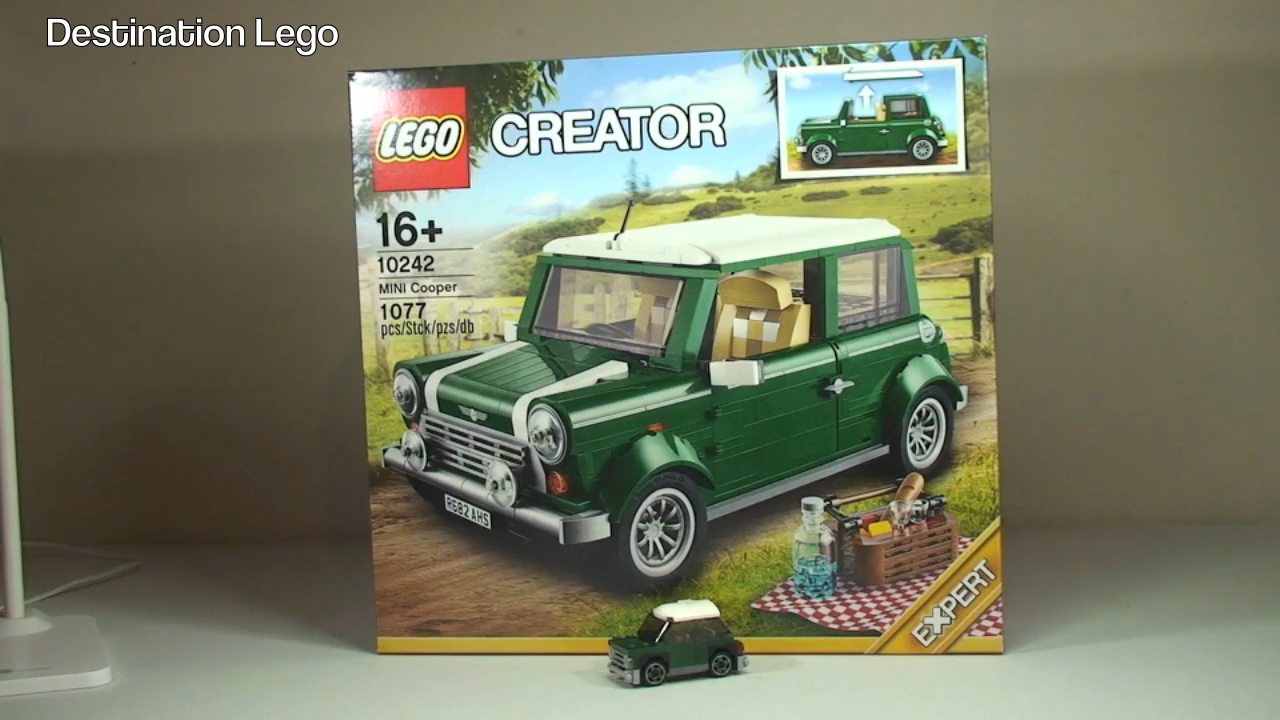 Destination Lego
LEGO
CREATOR
16+
10242
MINI Cooper
1077
pcs/Stck/pzs/db
R682 AHS
EXPERT